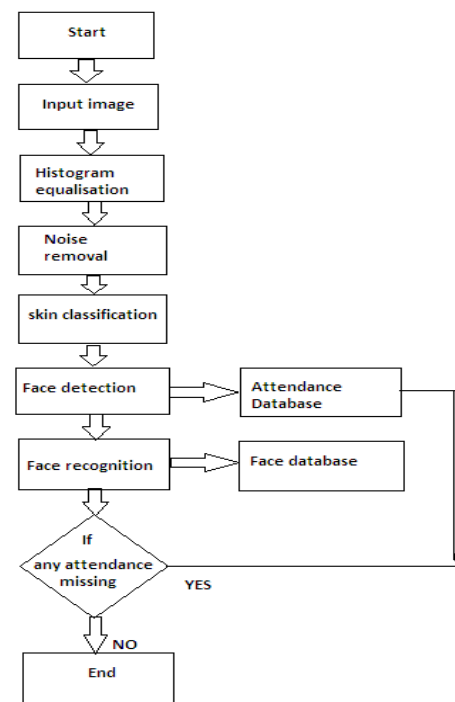 Start
Input image
Histogram
equalisation
Noise
removal
skin classification
Face detection
Attendance
Database
Face recognition
Face database
If
any attendance
missing
YES
NO
End